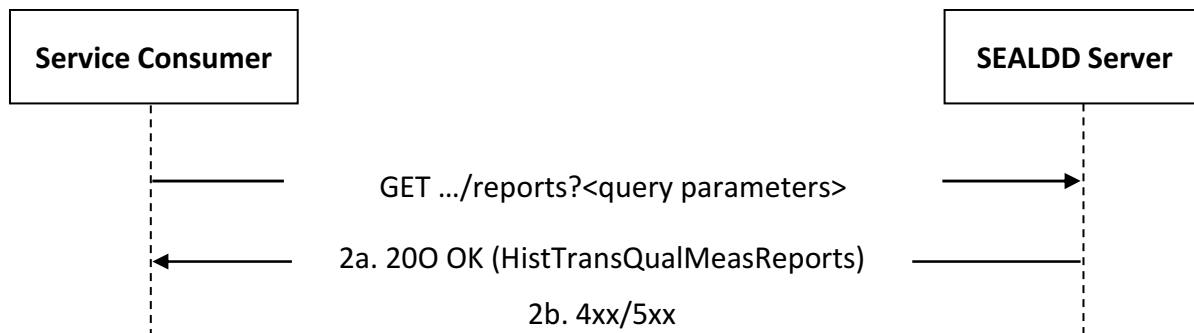 Service Consumer
SEALDD Server
GET .../reports?<query parameters>
2a. 20O OK (HistTransQualMeasReports)
2b. 4xx/5xx